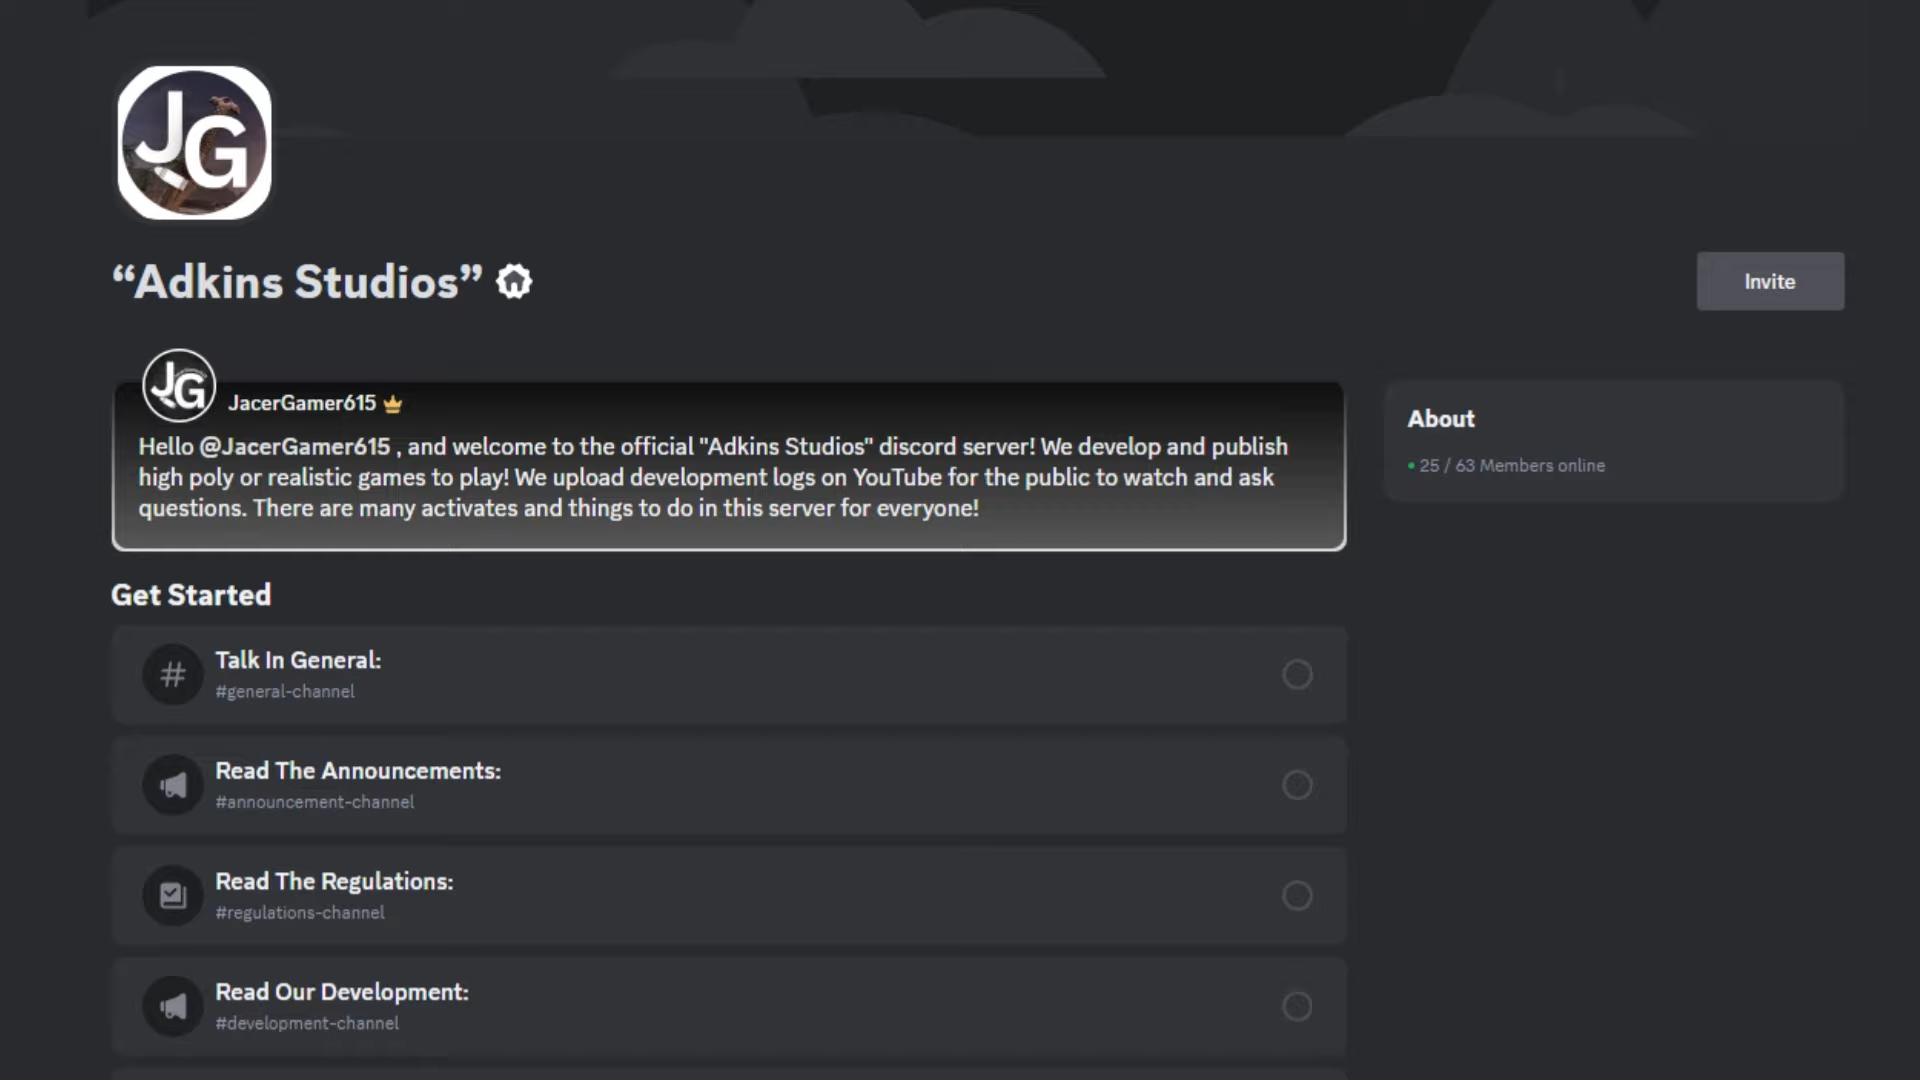 JG
“Adkins Studios”
Invite
JG
JacerGamer615
Hello @JacerGamer615 , and welcome to the official "Adkins Studios" discord server! We develop and publish
high poly or realistic games to play! We upload development logs on YouTube for the public to watch and ask
questions. There are many activates and things to do in this server for everyone!
About
25 / 63 Members online
Get Started
Talk In General:
#general-channel
Read The Announcements:
#announcement-channel
Read The Regulations:
#regulations-channel
Read Our Development:
#development-channel